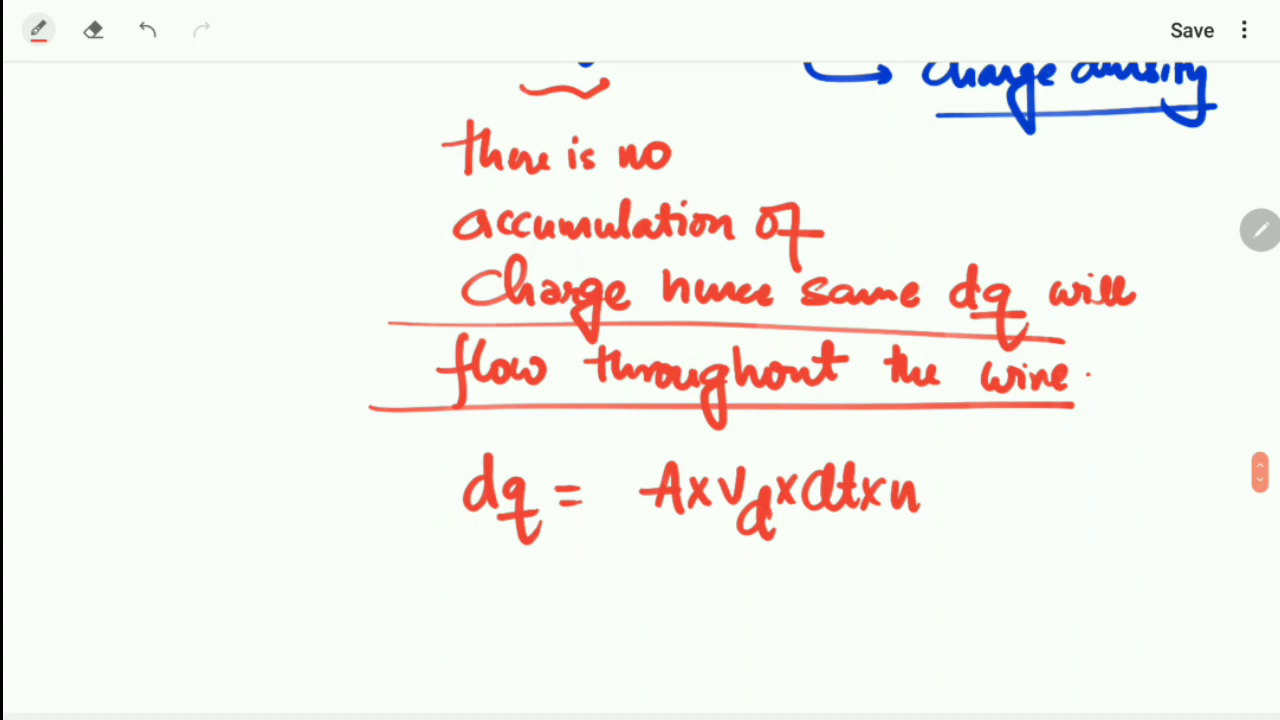 Save
charge density
there is no
accumulation of
charge hence same dq will
flow throughout the wire.
dq = A x v_d x dt x n